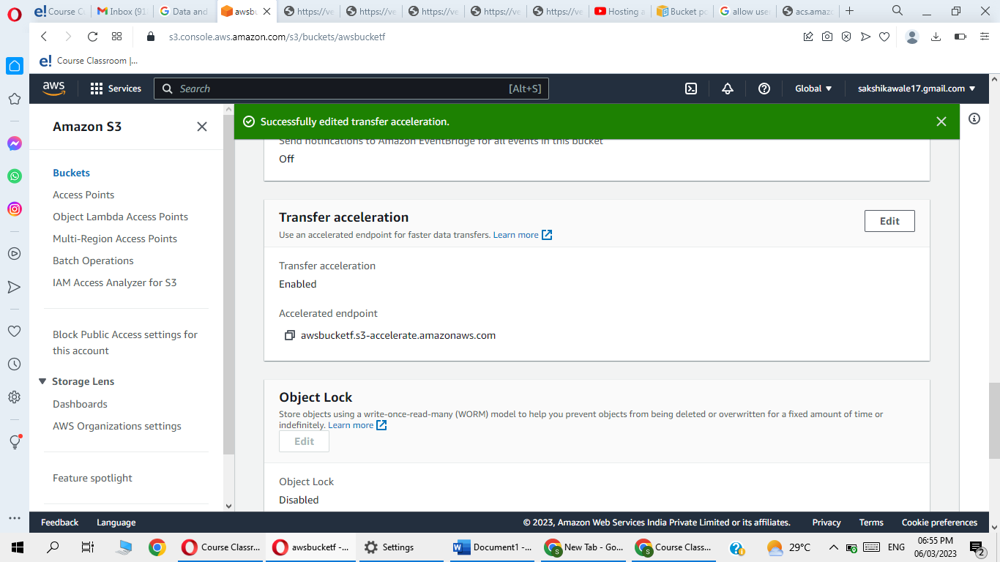 Course C
Inbox (91
Data and
awsbu
https://ve
https://ve
https://ve
https://ve
https://ve
Hosting a
Bucket po
allow user
acs.amazo
s3.console.aws.amazon.com/s3/buckets/awsbucketf
e! Course Classroom |...
aws
Services
Search
[Alt+S]
Global
sakshikawale17.gmail.com
Amazon S3
Buckets
Access Points
Object Lambda Access Points
Multi-Region Access Points
Batch Operations
IAM Access Analyzer for S3
Block Public Access settings for
this account
Storage Lens
Dashboards
AWS Organizations settings
Feature spotlight
Successfully edited transfer acceleration.
Send notifications to Amazon EventBridge for all events in this bucket
Off
Transfer acceleration
Edit
Use an accelerated endpoint for faster data transfers. Learn more
Transfer acceleration
Enabled
Accelerated endpoint
awsbucketf.s3-accelerate.amazonaws.com
Object Lock
Store objects using a write-once-read-many (WORM) model to help you prevent objects from being deleted or overwritten for a fixed amount of time or
indefinitely. Learn more
Edit
Object Lock
Disabled
Feedback
Language
© 2023, Amazon Web Services India Private Limited or its affiliates.
Privacy
Terms
Cookie preferences
Course Classr...
awsbucketf -...
Settings
Document1 -...
New Tab - Go...
Course Classr...
29°C
ENG
06:55 PM
06/03/2023
2